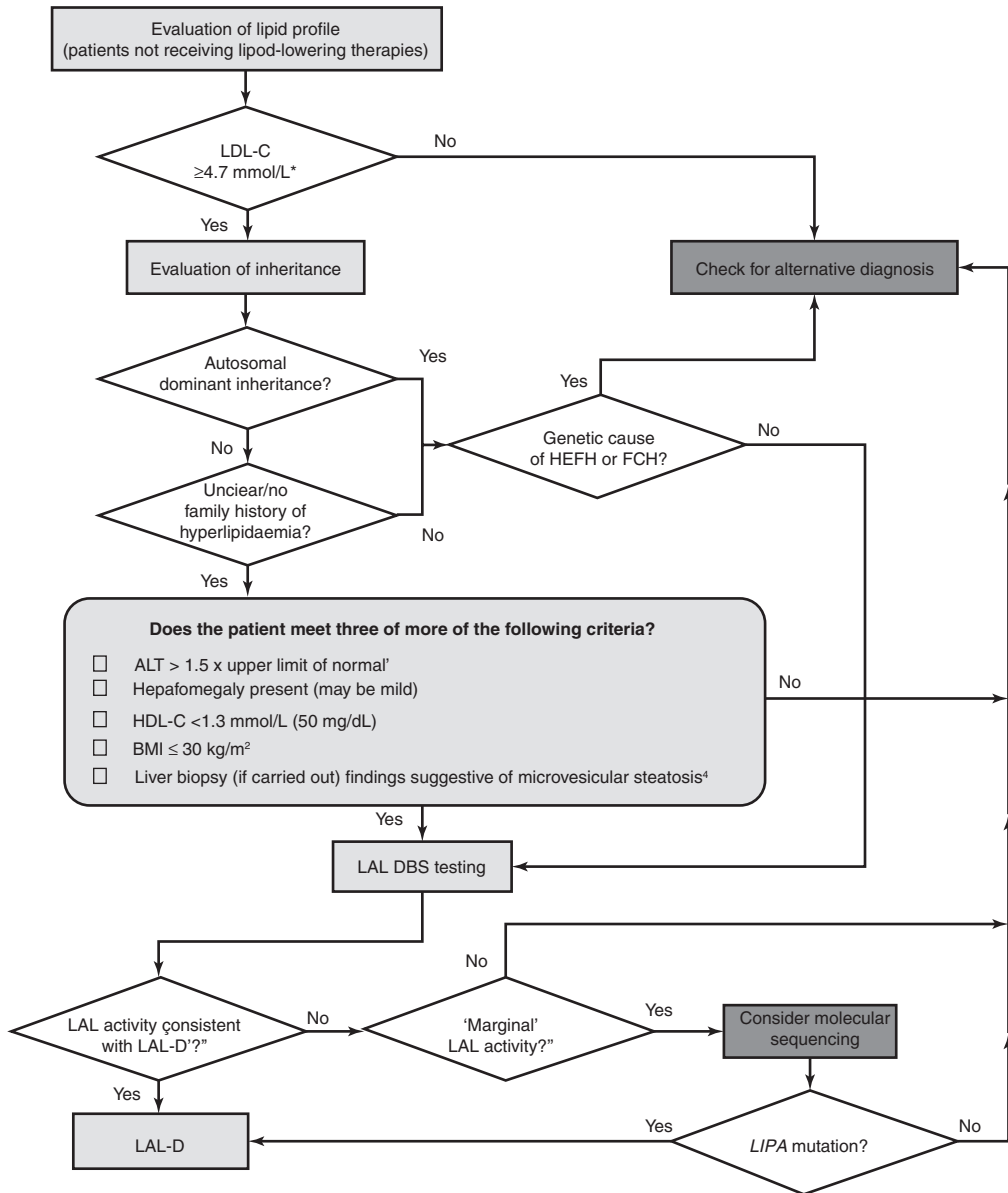 Evaluation of lipid profile
(patients not receiving lipod-lowering therapies)
LDL-C
≥4.7 mmol/L*
No
Yes
Evaluation of inheritance
Check for alternative diagnosis
Autosomal
dominant inheritance?
Yes
No
Genetic cause
of HEFH or FCH?
Yes
No
Unciear/no
family history of
hyperlipidaemia?
No
Yes
Does the patient meet three of more of the following criteria?
ALT > 1.5 x upper limit of normal'
Hepafomegaly present (may be mild)
HDL-C <1.3 mmol/L (50 mg/dL)
BMI ≤ 30 kg/m²
Liver biopsy (if carried out) findings suggestive of microvesicular steatosis⁴
No
Yes
LAL DBS testing
LAL activity çonsistent
with LAL-D'?"
No
Yes
'Marginal'
LAL activity?"
No
Yes
Consider molecular
sequencing
LIPA mutation?
Yes
No
LAL-D